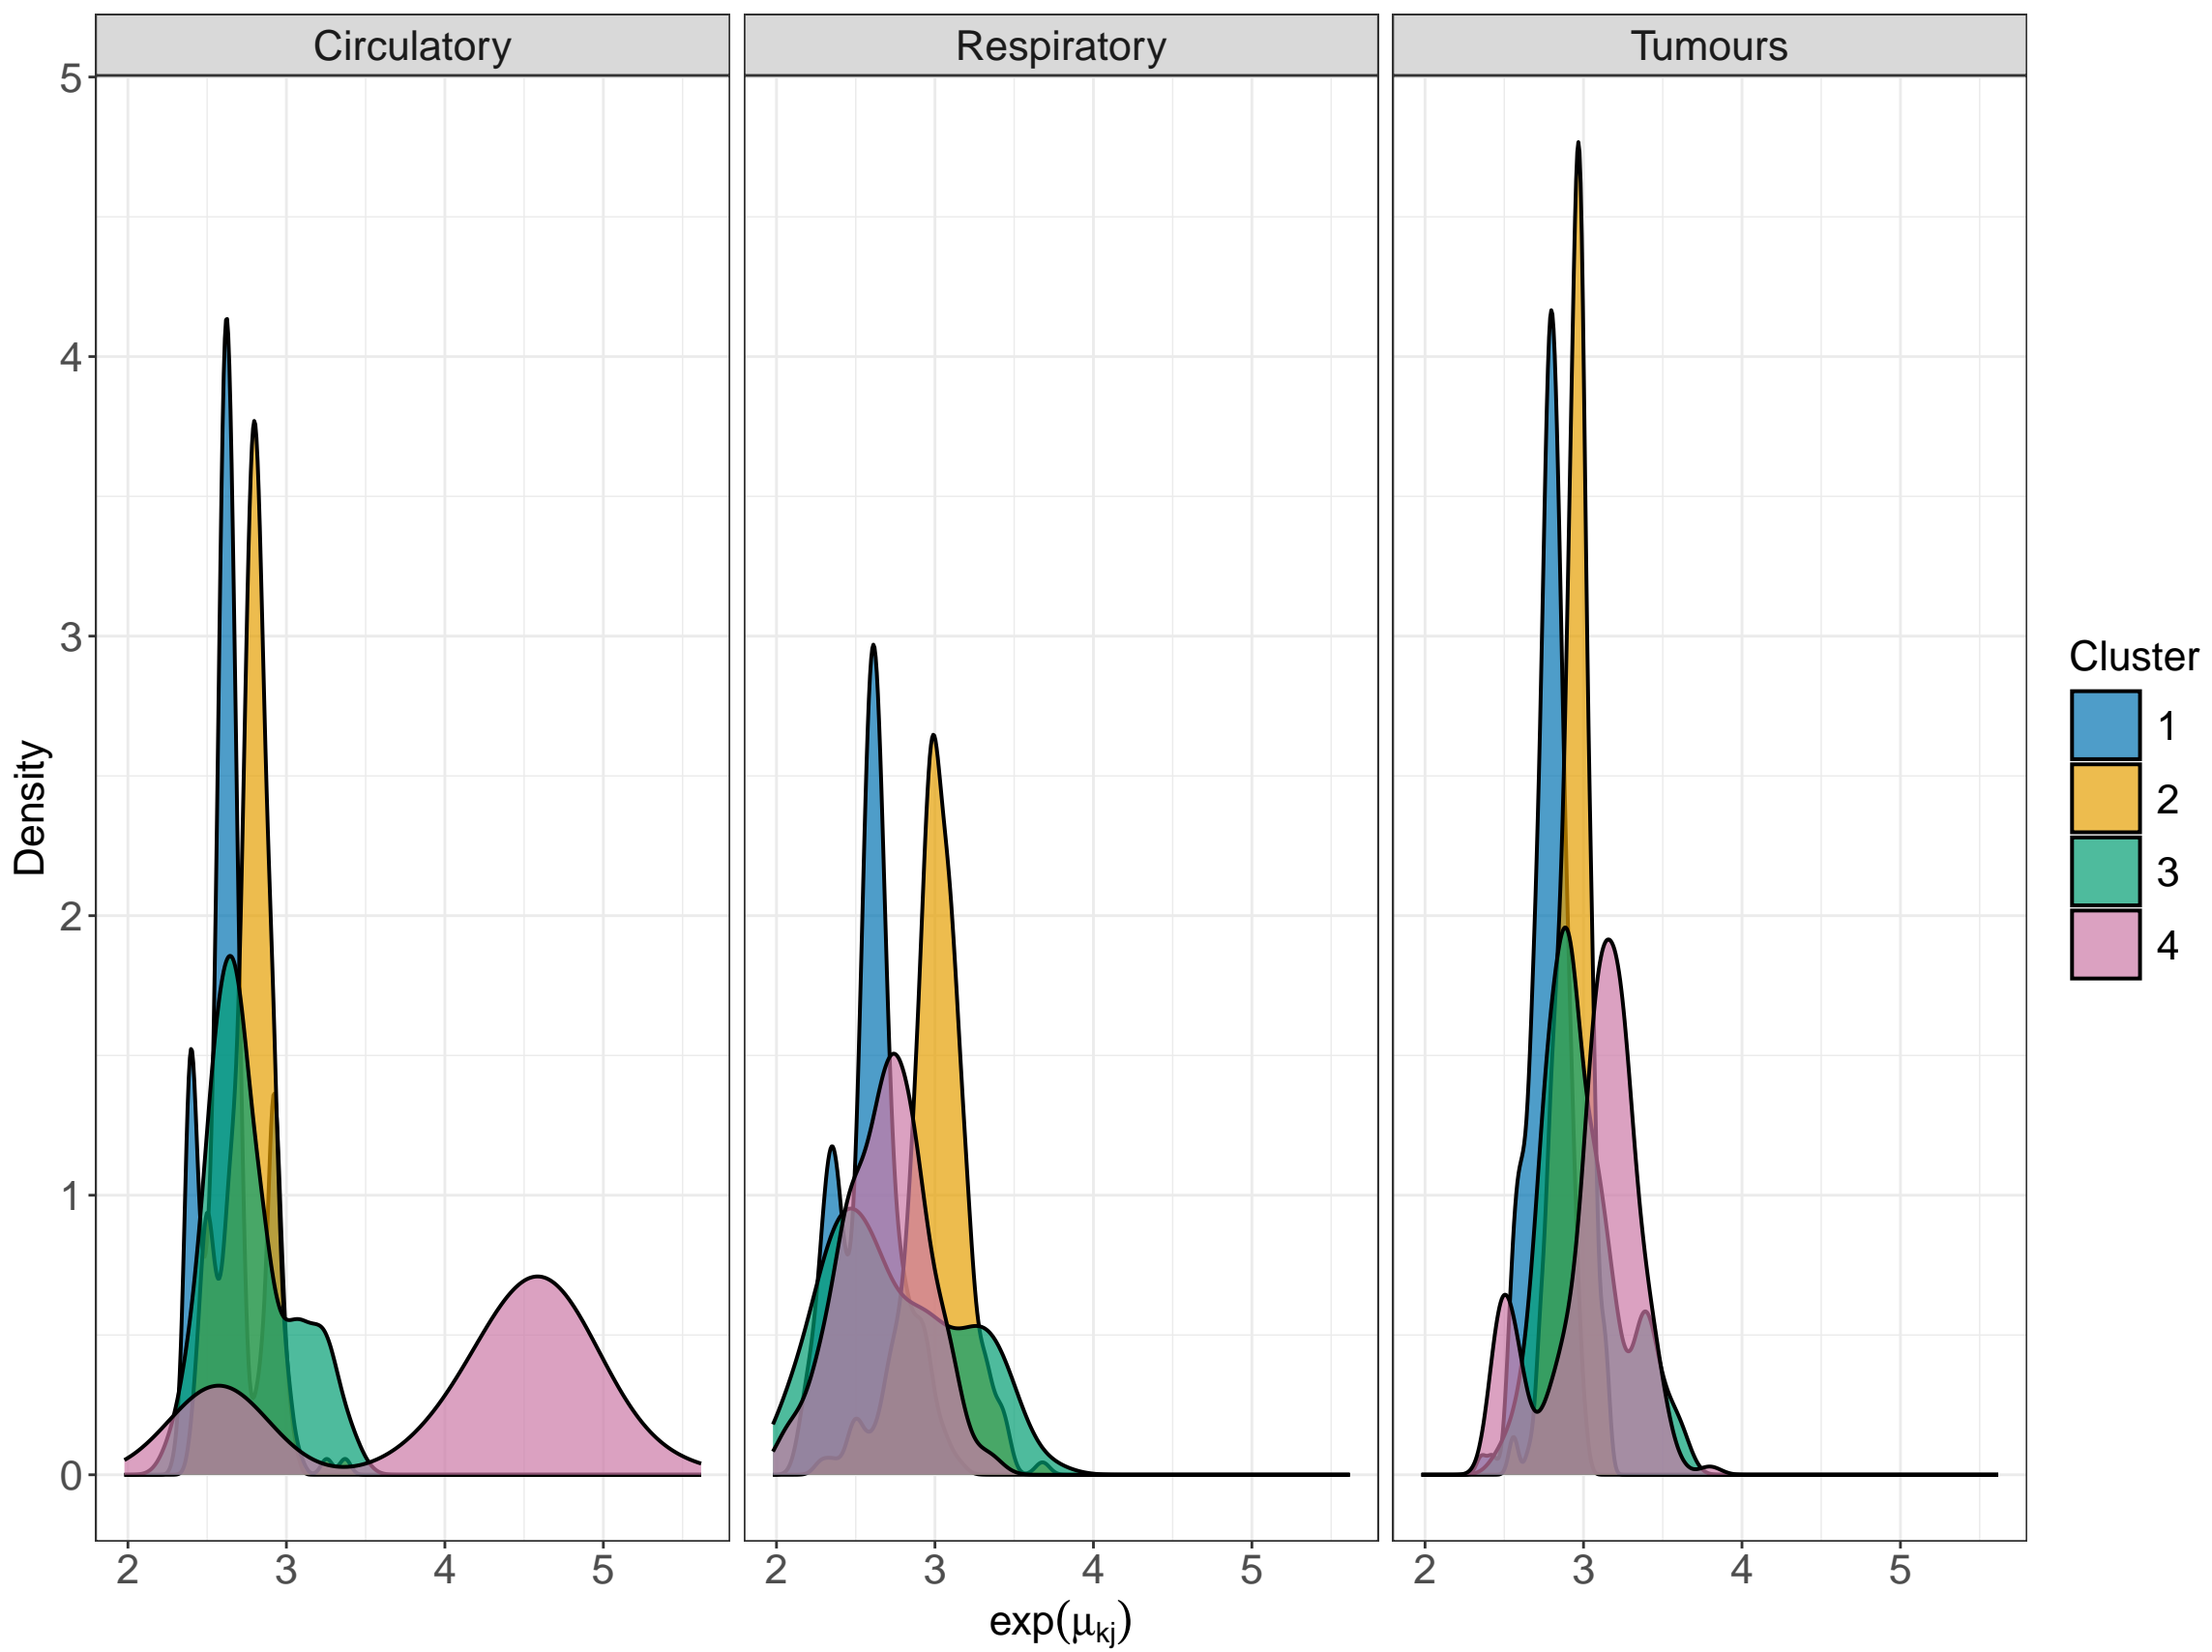 Circulatory Respiratory Tumours
5
4
3
2
1
0
Density
2 3 4 5 2 3 4 5 2 3 4 5
exp(μkj)
Cluster
1
2
3
4